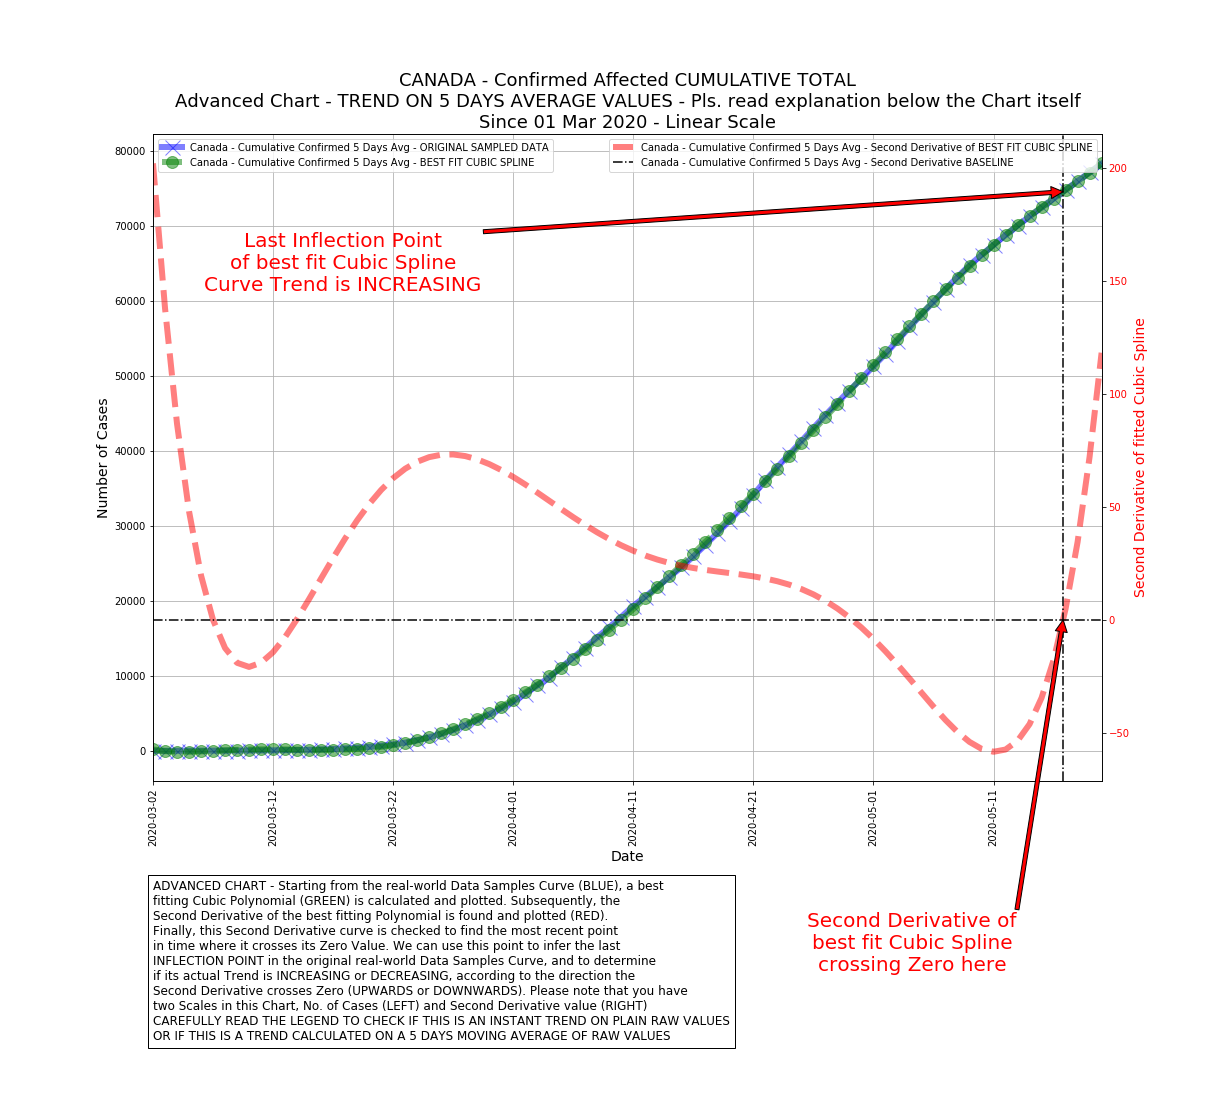 CANADA - Confirmed Affected CUMULATIVE TOTAL
Advanced Chart - TREND ON 5 DAYS AVERAGE VALUES - Pls. read explanation below the Chart itself
Since 01 Mar 2020 - Linear Scale
Canada - Cumulative Confirmed 5 Days Avg - ORIGINAL SAMPLED DATA
Canada - Cumulative Confirmed 5 Days Avg - BEST FIT CUBIC SPLINE
Canada - Cumulative Confirmed 5 Days Avg - Second Derivative of BEST FIT CUBIC SPLINE
Canada - Cumulative Confirmed 5 Days Avg - Second Derivative BASELINE
Last Inflection Point
of best fit Cubic Spline
Curve Trend is INCREASING
Number of Cases
80000
70000
60000
50000
40000
30000
20000
10000
0
200
150
100
50
0
−50
Second Derivative of fitted Cubic Spline
2020-03-02
2020-03-12
2020-03-22
2020-04-01
2020-04-11
2020-04-21
2020-05-01
2020-05-11
Date
Second Derivative of
best fit Cubic Spline
crossing Zero here
ADVANCED CHART - Starting from the real-world Data Samples Curve (BLUE), a best
fitting Cubic Polynomial (GREEN) is calculated and plotted. Subsequently, the
Second Derivative of the best fitting Polynomial is found and plotted (RED).
Finally, this Second Derivative curve is checked to find the most recent point
in time where it crosses its Zero Value. We can use this point to infer the last
INFLECTION POINT in the original real-world Data Samples Curve, and to determine
if its actual Trend is INCREASING or DECREASING, according to the direction the
Second Derivative crosses Zero (UPWARDS or DOWNWARDS). Please note that you have
two Scales in this Chart, No. of Cases (LEFT) and Second Derivative value (RIGHT)
CAREFULLY READ THE LEGEND TO CHECK IF THIS IS AN INSTANT TREND ON PLAIN RAW VALUES
OR IF THIS IS A TREND CALCULATED ON A 5 DAYS MOVING AVERAGE OF RAW VALUES